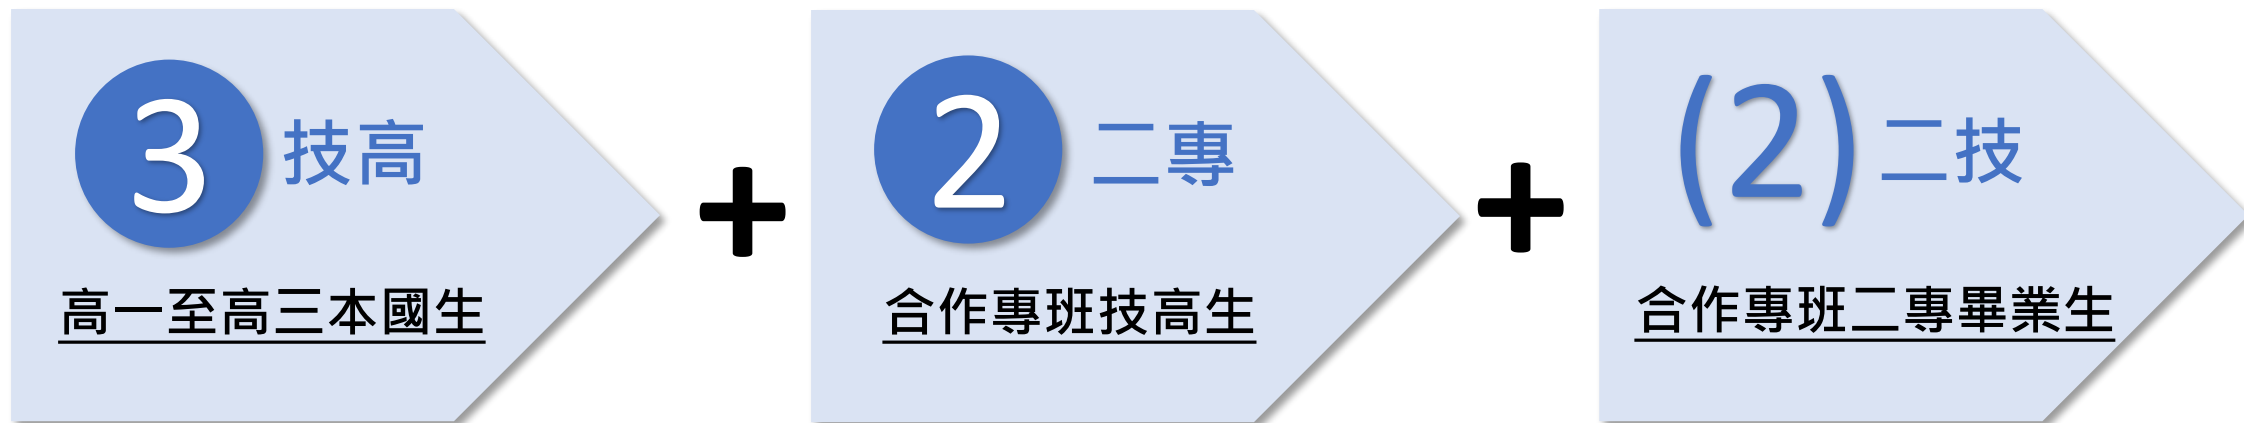 3 技高
高一至高三本國生
+
2 二專
合作專班技高生
+
(2) 二技
合作專班二專畢業生